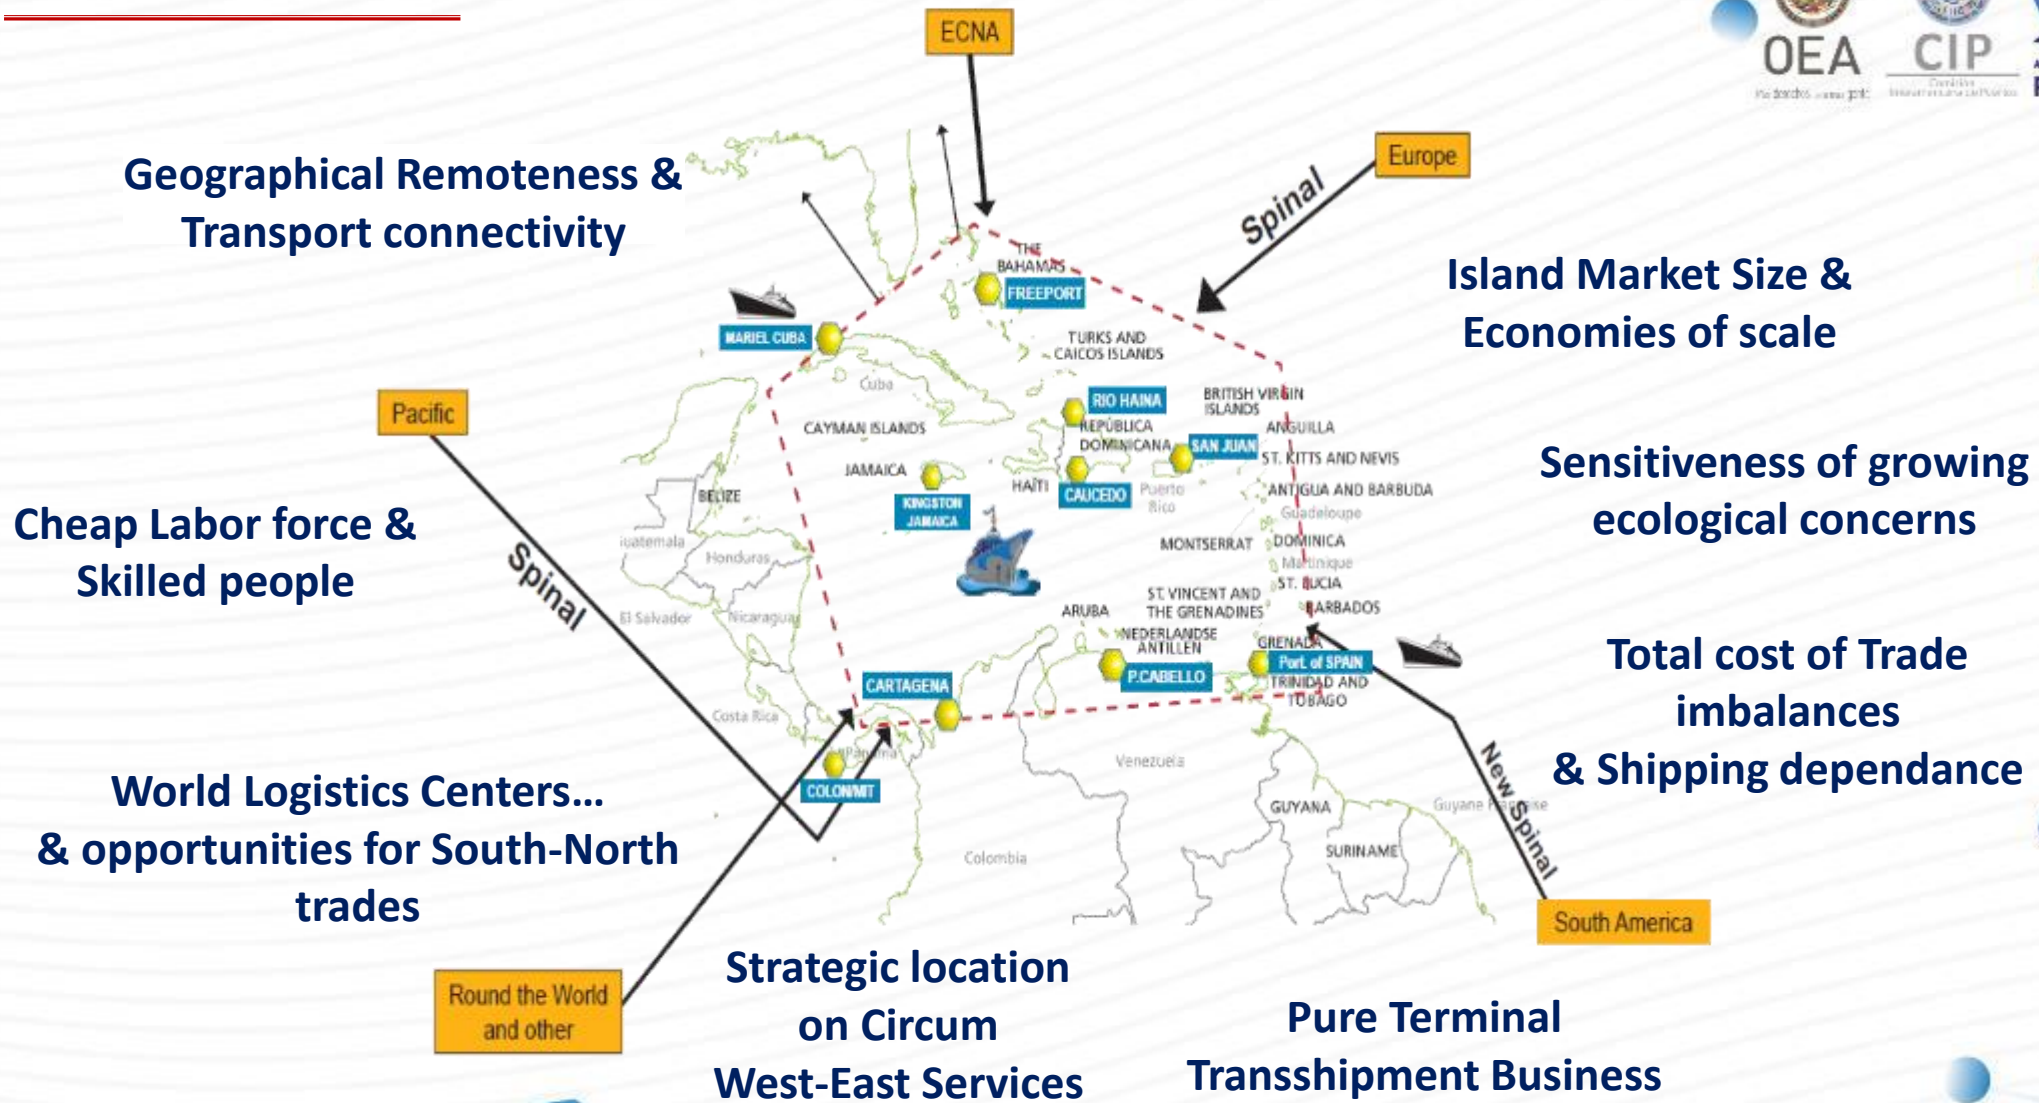 ECNA
OEA
CIP
Geographical Remoteness &
Transport connectivity
Europe
Spinal
Island Market Size &
Economies of scale
THE
BAHAMAS
FREEPORT
MARIEL CUBA
TURKS AND
CAICOS ISLANDS
Cuba
Pacific
RIO HAINA
BRITISH VIRGIN
ISLANDS
CAYMAN ISLANDS
REPÚBLICA
DOMINICANA
ANGUILLA
SAN JUAN
ST. KITTS AND NEVIS
JAMAICA
HAÏTI
CAUCEDO
Puerto
Rico
ANTIGUA AND BARBUDA
Guadeloupe
Sensitiveness of growing
ecological concerns
BELIZE
KINGSTON
JAMAICA
Cheap Labor force &
Skilled people
Spinal
Honduras
MONTSERRAT
DOMINICA
Martinique
ST. LUCIA
El Salvador
Nicaragua
ARUBA
ST. VINCENT AND
THE GRENADINES
BARBADOS
NEDERLANDSE
ANTILLEN
GRENADA
Port. of SPAIN
P.CABELLO
TRINIDAD AND
TOBAGO
CARTAGENA
Total cost of Trade
imbalances
& Shipping dependance
Costa Rica
Panama
COLON/MIT
Venezuela
New Spinal
GUYANA
Guyane Française
SURINAME
Colombia
World Logistics Centers...
& opportunities for South-North
trades
South America
Round the World
and other
Strategic location
on Circum
West-East Services
Pure Terminal
Transshipment Business